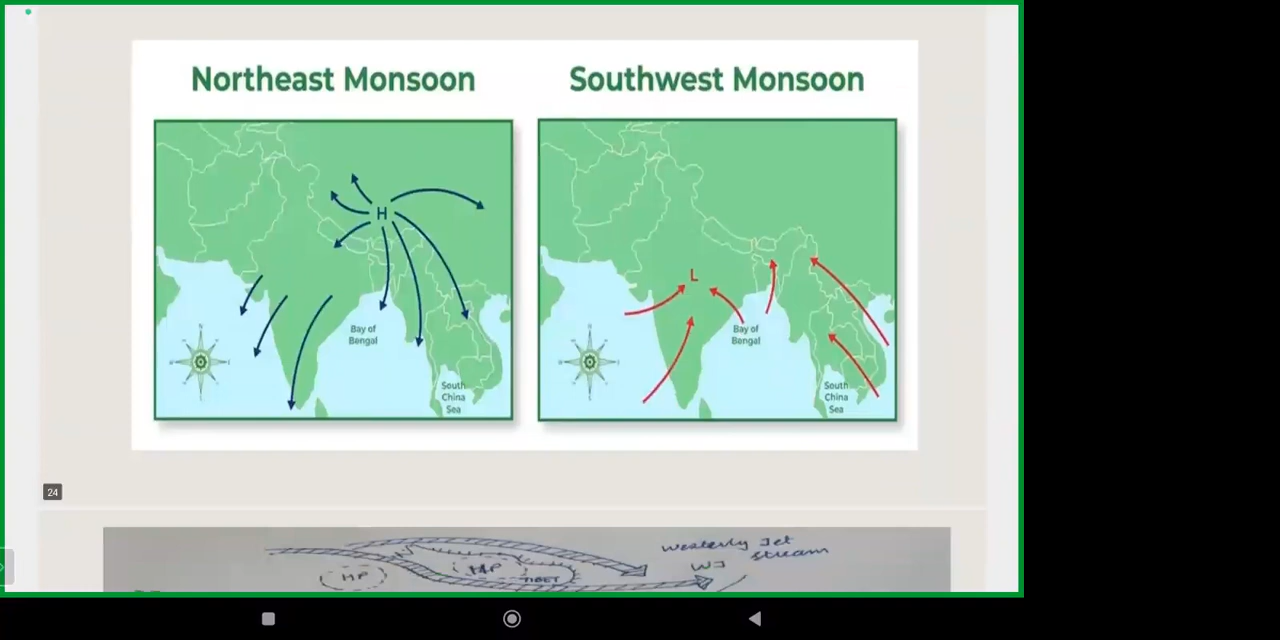 Northeast Monsoon
Southwest Monsoon
H
Bay of
Bengal
South
China
Sea
N
L
Bay of
Bengal
South
China
Sea
N
24
Westerly Jet
stream
WJ
HP
TIBET